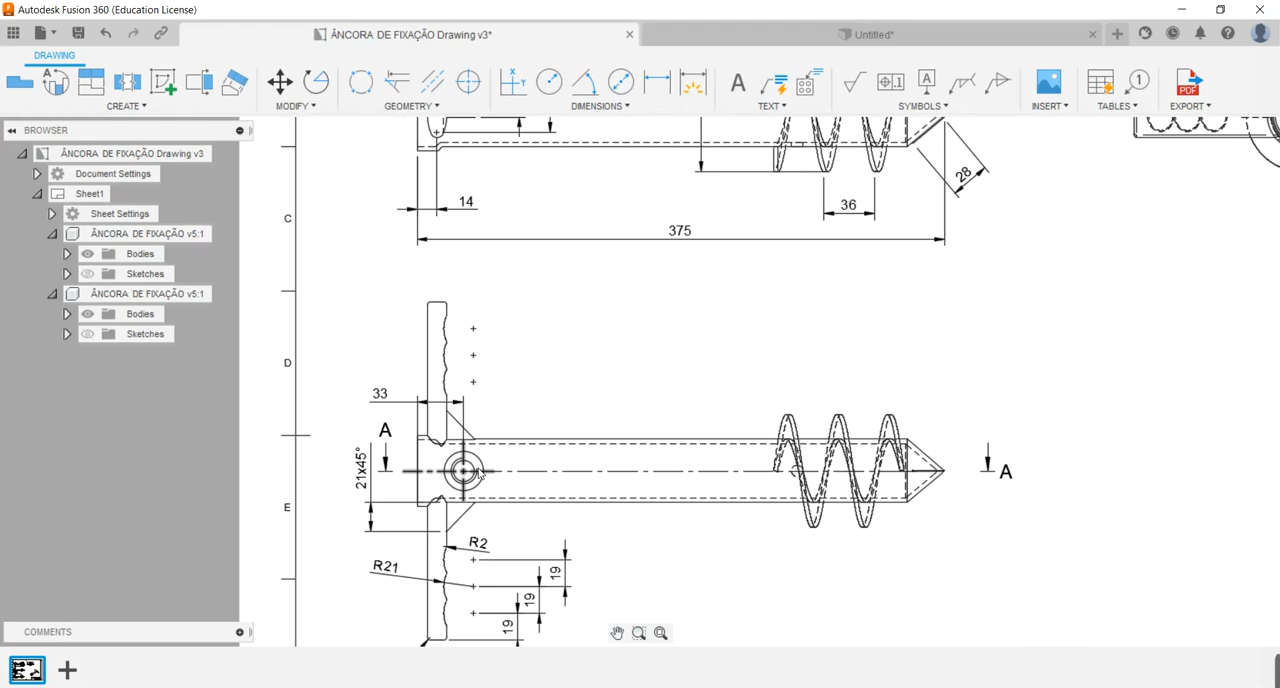 Autodesk Fusion 360 (Education License)
ÂNCORA DE FIXAÇÃO Drawing v3*
Untitled*
DRAWING
CREATE
MODIFY
GEOMETRY
DIMENSIONS
TEXT
SYMBOLS
INSERT
TABLES
EXPORT
BROWSER
ÂNCORA DE FIXAÇÃO Drawing v3
Document Settings
Sheet1
Sheet Settings
ÂNCORA DE FIXAÇÃO v5:1
Bodies
Sketches
ÂNCORA DE FIXAÇÃO v5:1
Bodies
Sketches
COMMENTS
C
D
E
14
36
28
375
33
A
A
21x45°
R2
R21
19
19
19